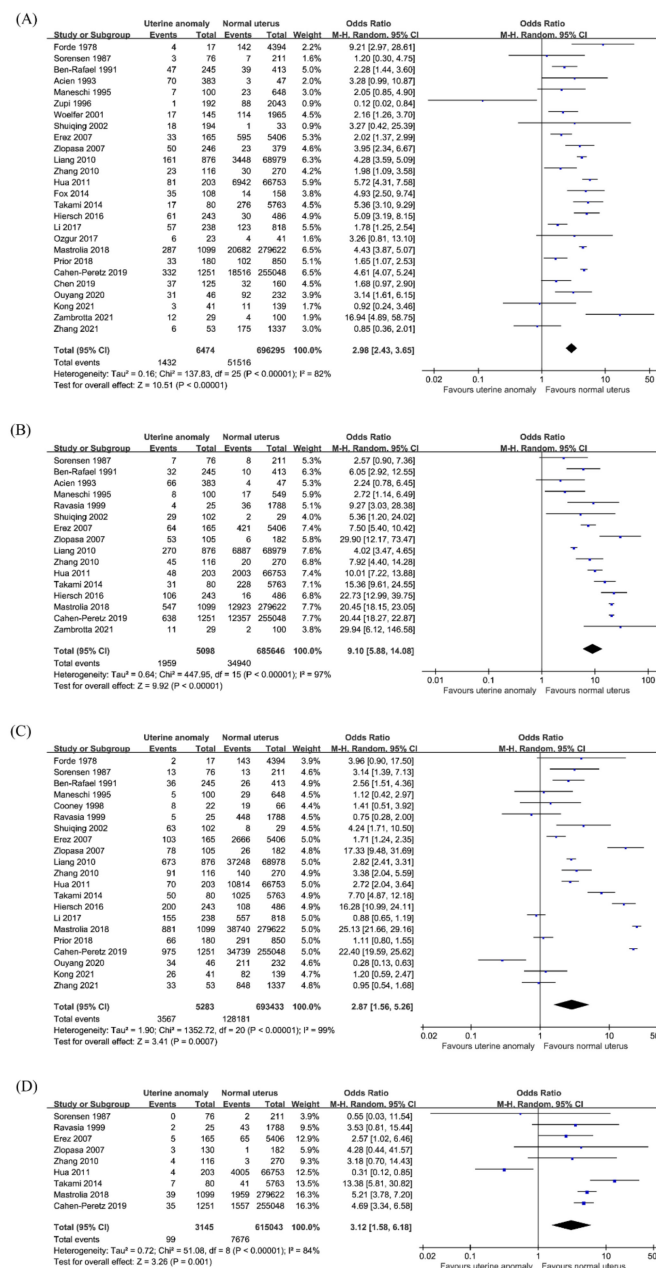 (A)
Uterine anomaly Normal uterus Odds Ratio Odds Ratio
Study or Subgroup Events Total Events Total Weight M-H. Random. 95% CI M-H. Random. 95% CI
Forde 1978 4 17 142 4394 2.2% 9.21 [2.97, 28.61]
Sorensen 1987 3 76 7 211 1.7% 1.20 [0.30, 4.75]
Ben-Rafael 1991 47 245 39 413 4.8% 2.28 [1.44, 3.60]
Acien 1993 70 383 3 47 2.0% 3.28 [0.99, 10.87]
Maneschi 1995 7 100 23 648 2.9% 2.05 [0.85, 4.90]
Zupi 1996 1 192 88 2043 0.9% 0.12 [0.02, 0.84]
Woelfer 2001 17 145 114 1965 4.4% 2.16 [1.26, 3.70]
Shuiqing 2002 18 194 1 33 0.9% 3.27 [0.42, 25.39]
Erez 2007 33 165 595 5406 5.1% 2.02 [1.37, 2.99]
Zlopasa 2007 50 246 23 379 4.5% 3.95 [2.34, 6.67]
Liang 2010 161 876 3448 68979 5.9% 4.28 [3.59, 5.09]
Zhang 2010 23 116 30 270 4.1% 1.98 [1.09, 3.58]
Hua 2011 81 203 6942 66753 5.5% 5.72 [4.31, 7.58]
Fox 2014 35 108 14 158 3.6% 4.93 [2.50, 9.74]
Takami 2014 17 80 276 5763 4.3% 5.36 [3.10, 9.29]
Hiersch 2016 61 243 30 486 4.7% 5.09 [3.19, 8.15]
Li 2017 57 238 123 818 5.2% 1.78 [1.25, 2.54]
Ozgur 2017 6 23 4 41 1.7% 3.26 [0.81, 13.10]
Mastrolia 2018 287 1099 20682 279622 6.0% 4.43 [3.87, 5.07]
Prior 2018 33 180 102 850 4.9% 1.65 [1.07, 2.53]
Cahen-Peretz 2019 332 1251 18516 255048 6.0% 4.61 [4.07, 5.24]
Chen 2019 37 125 32 160 4.3% 1.68 [0.97, 2.90]
Ouyang 2020 31 46 92 232 3.7% 3.14 [1.61, 6.15]
Kong 2021 3 41 11 139 1.8% 0.92 [0.24, 3.46]
Zambrotta 2021 12 29 4 100 2.0% 16.94 [4.89, 58.75]
Zhang 2021 6 53 175 1337 2.9% 0.85 [0.36, 2.01]
Total (95% CI) 6474 696295 100.0% 2.98 [2.43, 3.65]
Total events 1432 51516
Heterogeneity: Tau² = 0.16; Chi² = 137.83, df = 25 (P < 0.00001); I² = 82%
Test for overall effect: Z = 10.51 (P < 0.00001)
0.02 0.1 1 10 50
Favours uterine anomaly Favours normal uterus
(B)
Uterine anomaly Normal uterus Odds Ratio Odds Ratio
Study or Subgroup Events Total Events Total Weight M-H. Random. 95% CI M-H. Random. 95% CI
Sorensen 1987 7 76 8 211 5.3% 2.57 [0.90, 7.36]
Ben-Rafael 1991 32 245 10 413 6.3% 6.05 [2.92, 12.55]
Acien 1993 66 383 4 47 5.3% 2.24 [0.78, 6.45]
Maneschi 1995 8 100 17 549 5.8% 2.72 [1.14, 6.49]
Ravasia 1999 4 25 36 1788 5.1% 9.27 [3.03, 28.38]
Shuiqing 2002 29 102 2 29 4.0% 5.36 [1.20, 24.02]
Erez 2007 64 165 421 5406 7.5% 7.50 [5.40, 10.42]
Zlopasa 2007 53 105 6 182 5.7% 29.90 [12.17, 73.47]
Liang 2010 270 876 6887 68979 7.7% 4.02 [3.47, 4.65]
Zhang 2010 45 116 20 270 6.8% 7.92 [4.40, 14.28]
Hua 2011 48 203 2003 66753 7.5% 10.01 [7.22, 13.88]
Takami 2014 31 80 228 5763 7.2% 15.36 [9.61, 24.55]
Hiersch 2016 106 243 16 486 6.9% 22.73 [12.99, 39.75]
Mastrolia 2018 547 1099 12923 279622 7.7% 20.45 [18.15, 23.05]
Cahen-Peretz 2019 638 1251 12357 255048 7.7% 20.44 [18.27, 22.87]
Zambrotta 2021 11 29 2 100 3.8% 29.94 [6.12, 146.58]
Total (95% CI) 5098 685646 100.0% 9.10 [5.88, 14.08]
Total events 1959 34940
Heterogeneity: Tau² = 0.64; Chi² = 447.95, df = 15 (P < 0.00001); I² = 97%
Test for overall effect: Z = 9.92 (P < 0.00001)
0.01 0.1 1 10 100
Favours uterine anomaly Favours normal uterus
(C)
Uterine anomaly Normal uterus Odds Ratio Odds Ratio
Study or Subgroup Events Total Events Total Weight M-H. Random. 95% CI M-H. Random. 95% CI
Forde 1978 2 17 143 4394 3.9% 3.96 [0.90, 17.50]
Sorensen 1987 13 76 13 211 4.7% 3.14 [1.39, 7.13]
Ben-Rafael 1991 36 245 26 413 4.9% 2.56 [1.51, 4.36]
Maneschi 1995 5 100 29 648 4.5% 1.12 [0.42, 2.97]
Cooney 1998 8 22 19 66 4.5% 1.41 [0.51, 3.92]
Ravasia 1999 5 25 448 1788 4.5% 0.75 [0.28, 2.00]
Shuiqing 2002 63 102 8 29 4.6% 4.24 [1.71, 10.50]
Erez 2007 103 165 2666 5406 5.0% 1.71 [1.24, 2.35]
Zlopasa 2007 78 105 26 182 4.9% 17.33 [9.48, 31.69]
Liang 2010 673 876 37248 68978 5.0% 2.82 [2.41, 3.31]
Zhang 2010 91 116 140 270 4.9% 3.38 [2.04, 5.59]
Hua 2011 70 203 10814 66753 5.0% 2.72 [2.04, 3.64]
Takami 2014 50 80 1025 5763 4.9% 7.70 [4.87, 12.18]
Hiersch 2016 200 243 108 486 5.0% 16.28 [10.99, 24.11]
Li 2017 155 238 557 818 5.0% 0.88 [0.65, 1.19]
Mastrolia 2018 881 1099 38740 279622 5.0% 25.13 [21.66, 29.16]
Prior 2018 66 180 291 850 5.0% 1.11 [0.80, 1.55]
Cahen-Peretz 2019 975 1251 34739 255048 5.0% 22.40 [19.59, 25.62]
Ouyang 2020 34 46 211 232 4.7% 0.28 [0.13, 0.63]
Kong 2021 26 41 82 139 4.8% 1.20 [0.59, 2.47]
Zhang 2021 33 53 848 1337 4.9% 0.95 [0.54, 1.68]
Total (95% CI) 5283 693433 100.0% 2.87 [1.56, 5.26]
Total events 3567 128181
Heterogeneity: Tau² = 1.90; Chi² = 1352.72, df = 20 (P < 0.00001); I² = 99%
Test for overall effect: Z = 3.41 (P = 0.0007)
0.02 0.1 1 10 50
Favours uterine anomaly Favours normal uterus
(D)
Uterine anomaly Normal uterus Odds Ratio Odds Ratio
Study or Subgroup Events Total Events Total Weight M-H. Random. 95% CI M-H. Random. 95% CI
Sorensen 1987 0 76 2 211 3.9% 0.55 [0.03, 11.54]
Ravasia 1999 2 25 43 1788 9.4% 3.53 [0.81, 15.44]
Erez 2007 5 165 65 5406 12.9% 2.57 [1.02, 6.46]
Zlopasa 2007 3 130 1 182 5.8% 4.28 [0.44, 41.57]
Zhang 2010 4 116 3 270 9.1% 3.18 [0.70, 14.43]
Hua 2011 4 203 4005 66753 12.3% 0.31 [0.12, 0.85]
Takami 2014 7 80 41 5763 13.5% 13.38 [5.81, 30.82]
Mastrolia 2018 39 1099 1959 279622 16.6% 5.21 [3.78, 7.20]
Cahen-Peretz 2019 35 1251 1557 255048 16.5% 4.69 [3.34, 6.58]
Total (95% CI) 3145 615043 100.0% 3.12 [1.58, 6.18]
Total events 99 7676
Heterogeneity: Tau² = 0.72; Chi² = 51.08, df = 8 (P < 0.00001); I² = 84%
Test for overall effect: Z = 3.26 (P = 0.001)
0.02 0.1 1 10 50
Favours uterine anomaly Favours normal uterus